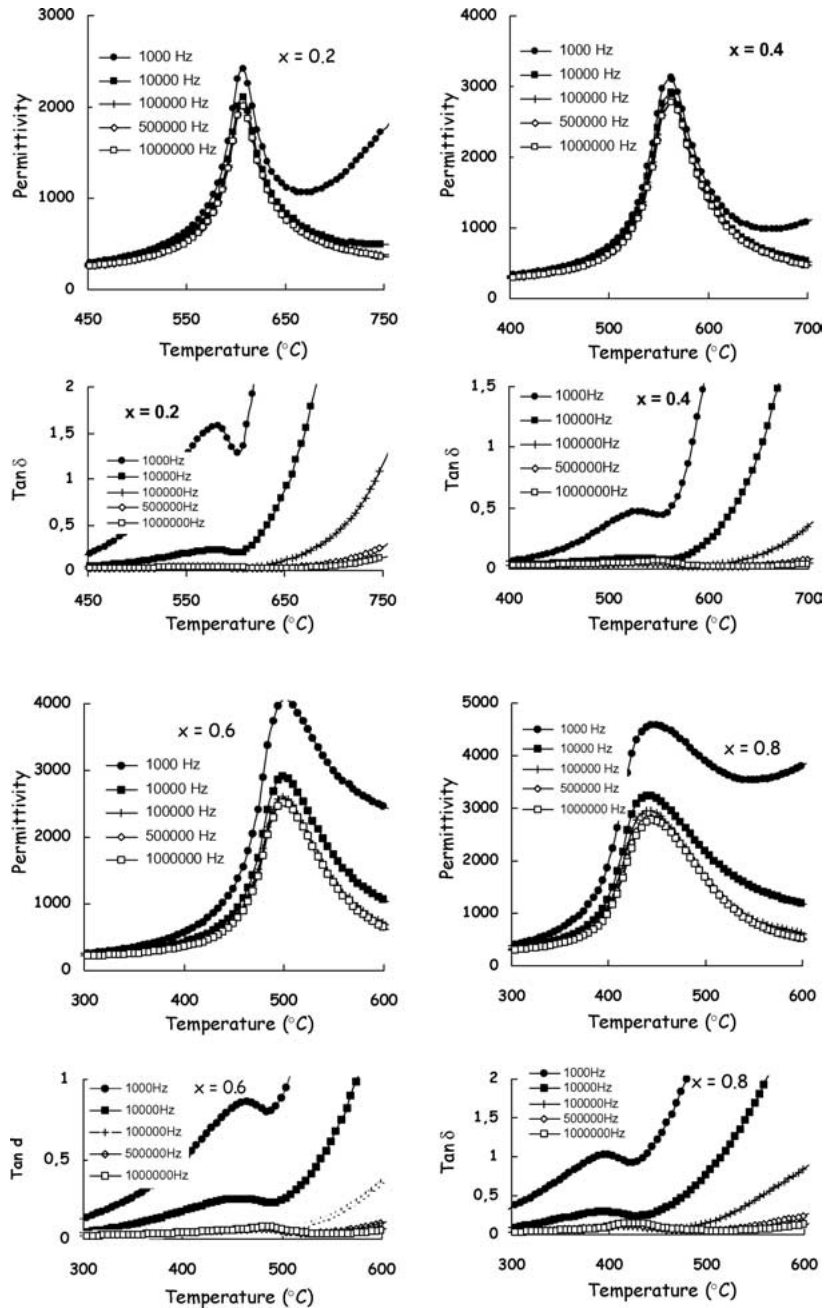 3000
2000
1000
0
Permittivity
1000 Hz
10000 Hz
100000 Hz
500000 Hz
1000000 Hz
x = 0.2
450 550 650 750
Temperature (°C)
4000
3000
2000
1000
0
Permittivity
1000 Hz
10000 Hz
100000 Hz
500000 Hz
1000000 Hz
x = 0.4
400 500 600 700
Temperature (°C)
2
1,5
1
0,5
0
Tan δ
x = 0.2
1000Hz
10000Hz
100000Hz
500000Hz
1000000Hz
450 550 650 750
Temperature (°C)
1,5
1
0,5
0
Tan δ
1000Hz
10000Hz
100000Hz
500000Hz
1000000Hz
x = 0.4
400 500 600 700
Temperature (°C)
4000
3000
2000
1000
0
Permittivity
x = 0.6
1000 Hz
10000 Hz
100000 Hz
500000 Hz
1000000 Hz
300 400 500 600
Temperature (°C)
5000
4000
3000
2000
1000
0
Permittivity
1000 Hz
10000 Hz
100000 Hz
500000 Hz
1000000 Hz
x = 0.8
300 400 500 600
Temperature (°C)
1
0,5
0
Tan d
1000Hz
10000Hz
100000Hz
500000Hz
1000000Hz
x = 0.6
300 400 500 600
Temperature (°C)
2
1,5
1
0,5
0
Tan δ
1000Hz
10000Hz
100000Hz
500000Hz
1000000Hz
x = 0.8
300 400 500 600
Temperature (°C)